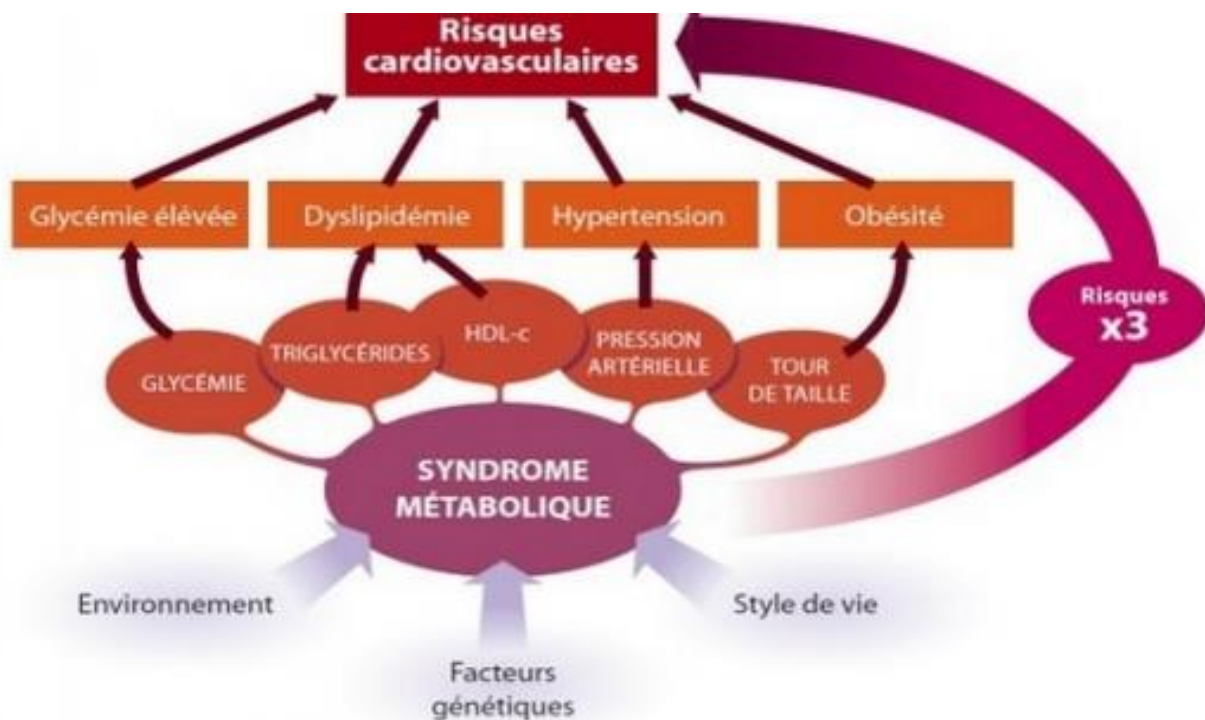 Risques
cardiovasculaires
Glycémie élévée
Dyslipidémie
Hypertension
Obésité
GLYCÉMIE
TRIGLYCÉRIDES
HDL-c
PRESSION
ARTÉRIELLE
TOUR
DE TAILLE
Risques
x3
SYNDROME
MÉTABOLIQUE
Environnement
Style de vie
Facteurs
génétiques